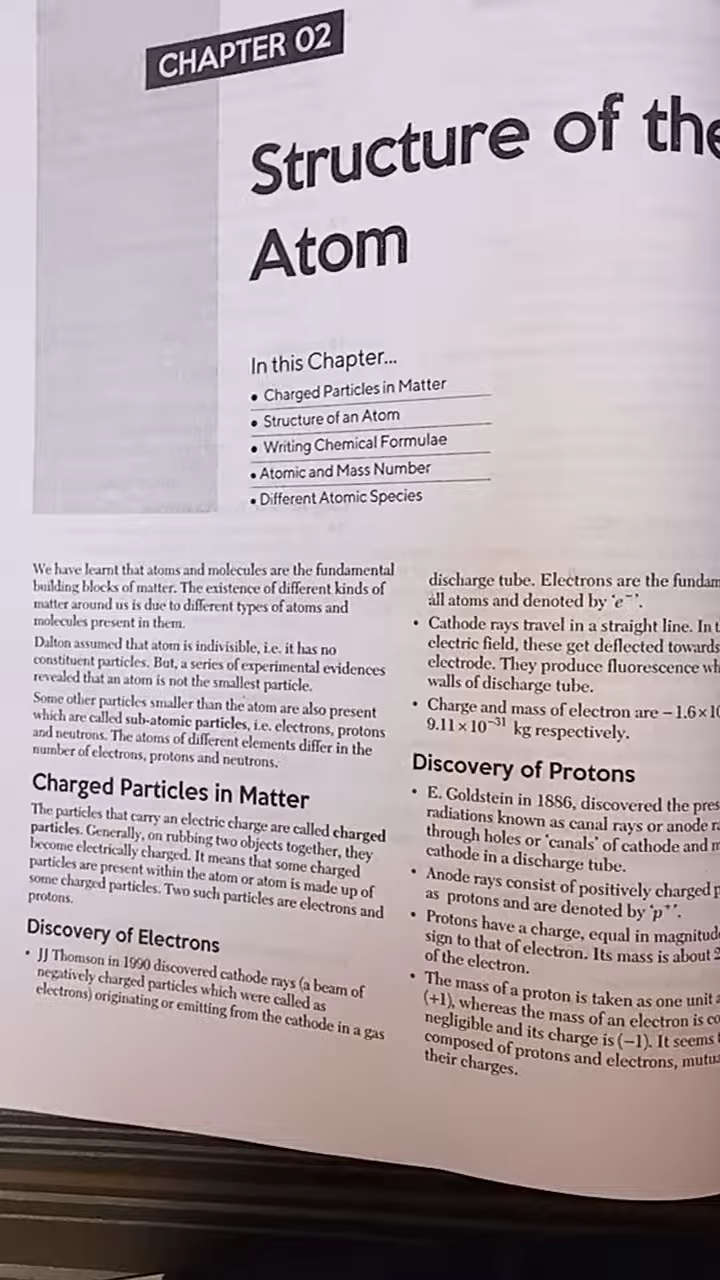 CHAPTER 02
Structure of the
Atom
In this Chapter...
• Charged Particles in Matter
• Structure of an Atom
• Writing Chemical Formulae
• Atomic and Mass Number
• Different Atomic Species
We have learnt that atoms and molecules are the fundamental
building blocks of matter. The existence of different kinds of
matter around us is due to different types of atoms and
molecules present in them.
Dalton assumed that atom is indivisible, i.e. it has no
constituent particles. But, a series of experimental evidences
revealed that an atom is not the smallest particle.
Some other particles smaller than the atom are also present
which are called sub-atomic particles, i.e. electrons, protons
and neutrons. The atoms of different elements differ in the
number of electrons, protons and neutrons.
Charged Particles in Matter
The particles that carry an electric charge are called charged
particles. Generally, on rubbing two objects together, they
become electrically charged. It means that some charged
particles are present within the atom or atom is made up of
some charged particles. Two such particles are electrons and
protons.
Discovery of Electrons
• JJ Thomson in 1990 discovered cathode rays (a beam of
negatively charged particles which were called as
electrons) originating or emitting from the cathode in a gas
discharge tube. Electrons are the fundam
all atoms and denoted by ‘e⁻’.
• Cathode rays travel in a straight line. In t
electric field, these get deflected towards
electrode. They produce fluorescence wh
walls of discharge tube.
• Charge and mass of electron are − 1.6×10
9.11×10⁻³¹ kg respectively.
Discovery of Protons
• E. Goldstein in 1886, discovered the pres
radiations known as canal rays or anode r
through holes or ‘canals’ of cathode and m
cathode in a discharge tube.
• Anode rays consist of positively charged p
as protons and are denoted by ‘p⁺’.
• Protons have a charge, equal in magnitud
sign to that of electron. Its mass is about 2
of the electron.
• The mass of a proton is taken as one unit a
(+1), whereas the mass of an electron is co
negligible and its charge is (−1). It seems
composed of protons and electrons, mutua
their charges.